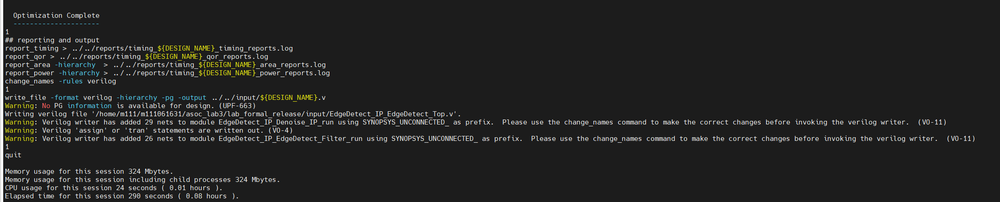 Optimization Complete
---------------------
1
## reporting and output
report_timing > ../../reports/timing_${DESIGN_NAME}_timing_reports.log
report_qor > ../../reports/timing_${DESIGN_NAME}_qor_reports.log
report_area -hierarchy  > ../../reports/timing_${DESIGN_NAME}_area_reports.log
report_power -hierarchy > ../../reports/timing_${DESIGN_NAME}_power_reports.log
change_names -rules verilog
1
write_file -format verilog -hierarchy -pg -output ../../input/${DESIGN_NAME}.v
Warning: No PG information is available for design. (UPF-663)
Writing verilog file '/home/m111/m111061631/asoc_lab3/lab_formal_release/input/EdgeDetect_IP_EdgeDetect_Top.v'.
Warning: Verilog writer has added 29 nets to module EdgeDetect_IP_Denoise_IP_run using SYNOPSYS_UNCONNECTED_ as prefix.  Please use the change_names command to make the correct changes before invoking the verilog writer.  (VO-11)
Warning: Verilog 'assign' or 'tran' statements are written out. (VO-4)
Warning: Verilog writer has added 26 nets to module EdgeDetect_IP_EdgeDetect_Filter_run using SYNOPSYS_UNCONNECTED_ as prefix.  Please use the change_names command to make the correct changes before invoking the verilog writer.  (VO-11)
1
quit
Memory usage for this session 324 Mbytes.
Memory usage for this session including child processes 324 Mbytes.
CPU usage for this session 24 seconds ( 0.01 hours ).
Elapsed time for this session 290 seconds ( 0.08 hours ).